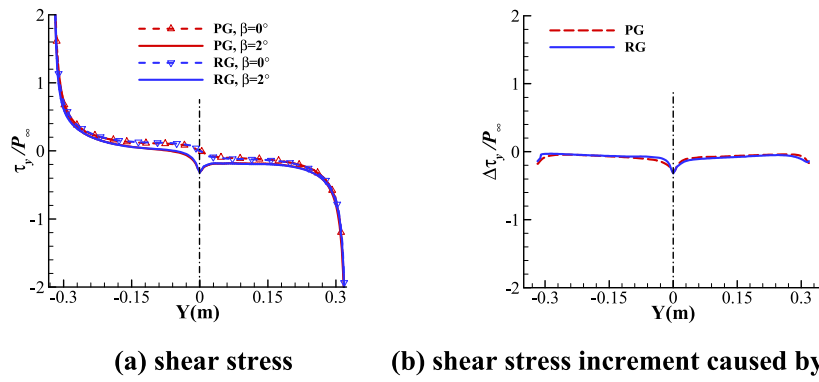 2
1
0
-1
-2
τy/P∞
PG, β=0°
PG, β=2°
RG, β=0°
RG, β=2°
-0.3
-0.15
0
0.15
0.3
Y(m)
(a) shear stress
2
1
0
-1
-2
Δτy/P∞
PG
RG
-0.3
-0.15
0
0.15
0.3
Y(m)
(b) shear stress increment caused by